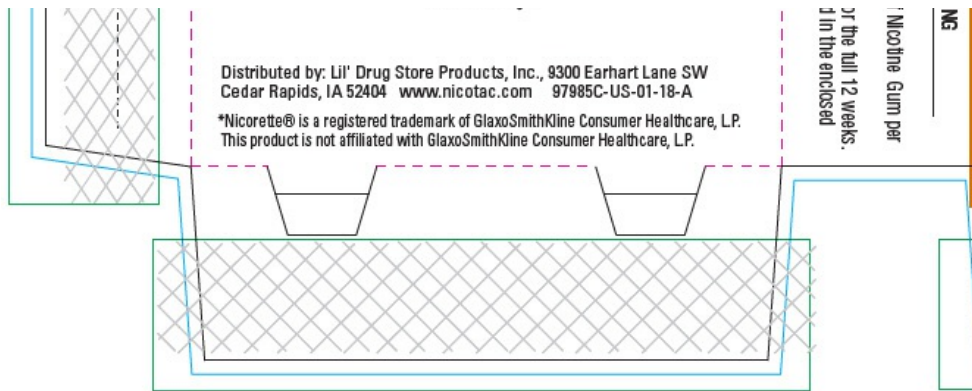 Distributed by: Lil' Drug Store Products, Inc., 9300 Earhart Lane SW
Cedar Rapids, IA 52404 www.nicotac.com 97985C-US-01-18-A
*Nicorette® is a registered trademark of GlaxoSmithKline Consumer Healthcare, L.P.
This product is not affiliated with GlaxoSmithKline Consumer Healthcare, L.P.
NG
Nicotine Gum per
or the full 12 weeks.
d in the enclosed